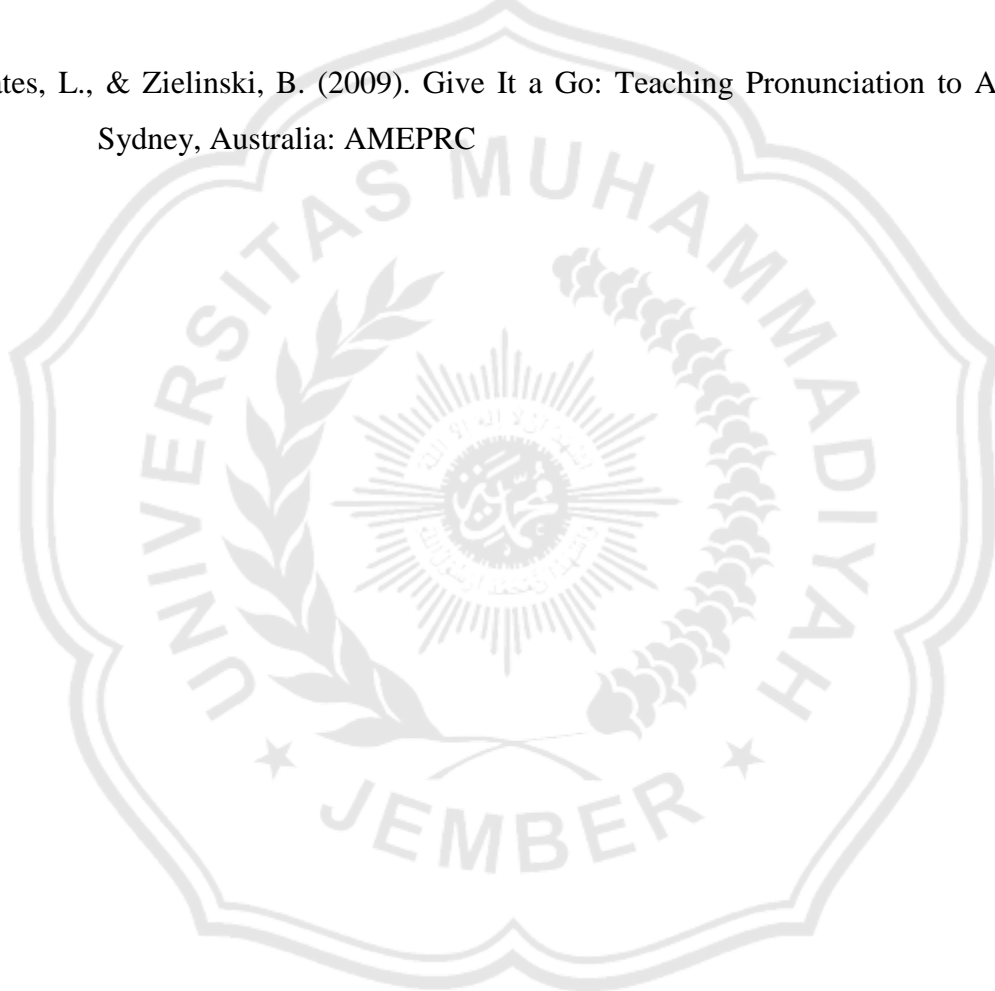 ates, L., & Zielinski, B. (2009). Give It a Go: Teaching Pronunciation to A
Sydney, Australia: AMEPRC
UNIVERSITAS MUHAMMADIYAH
JEMBER